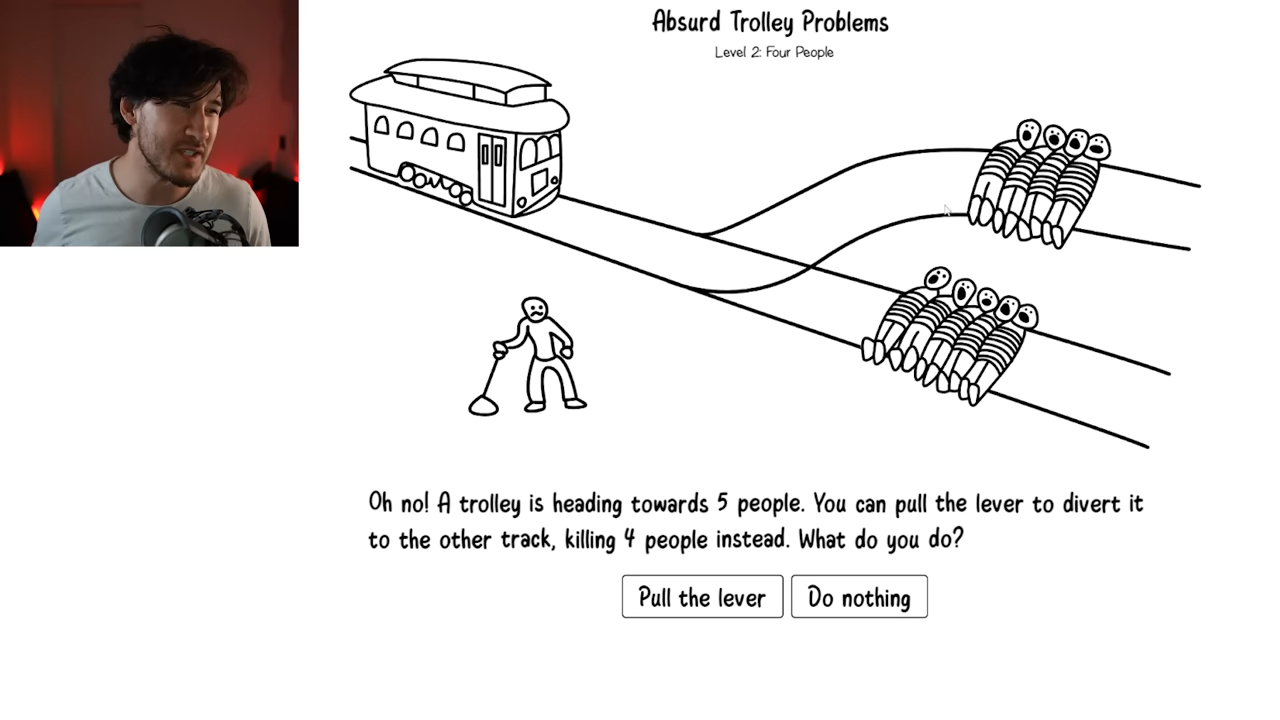 Absurd Trolley Problems
Level 2: Four People
Oh no! A trolley is heading towards 5 people. You can pull the lever to divert it
to the other track, killing 4 people instead. What do you do?
Pull the lever
Do nothing